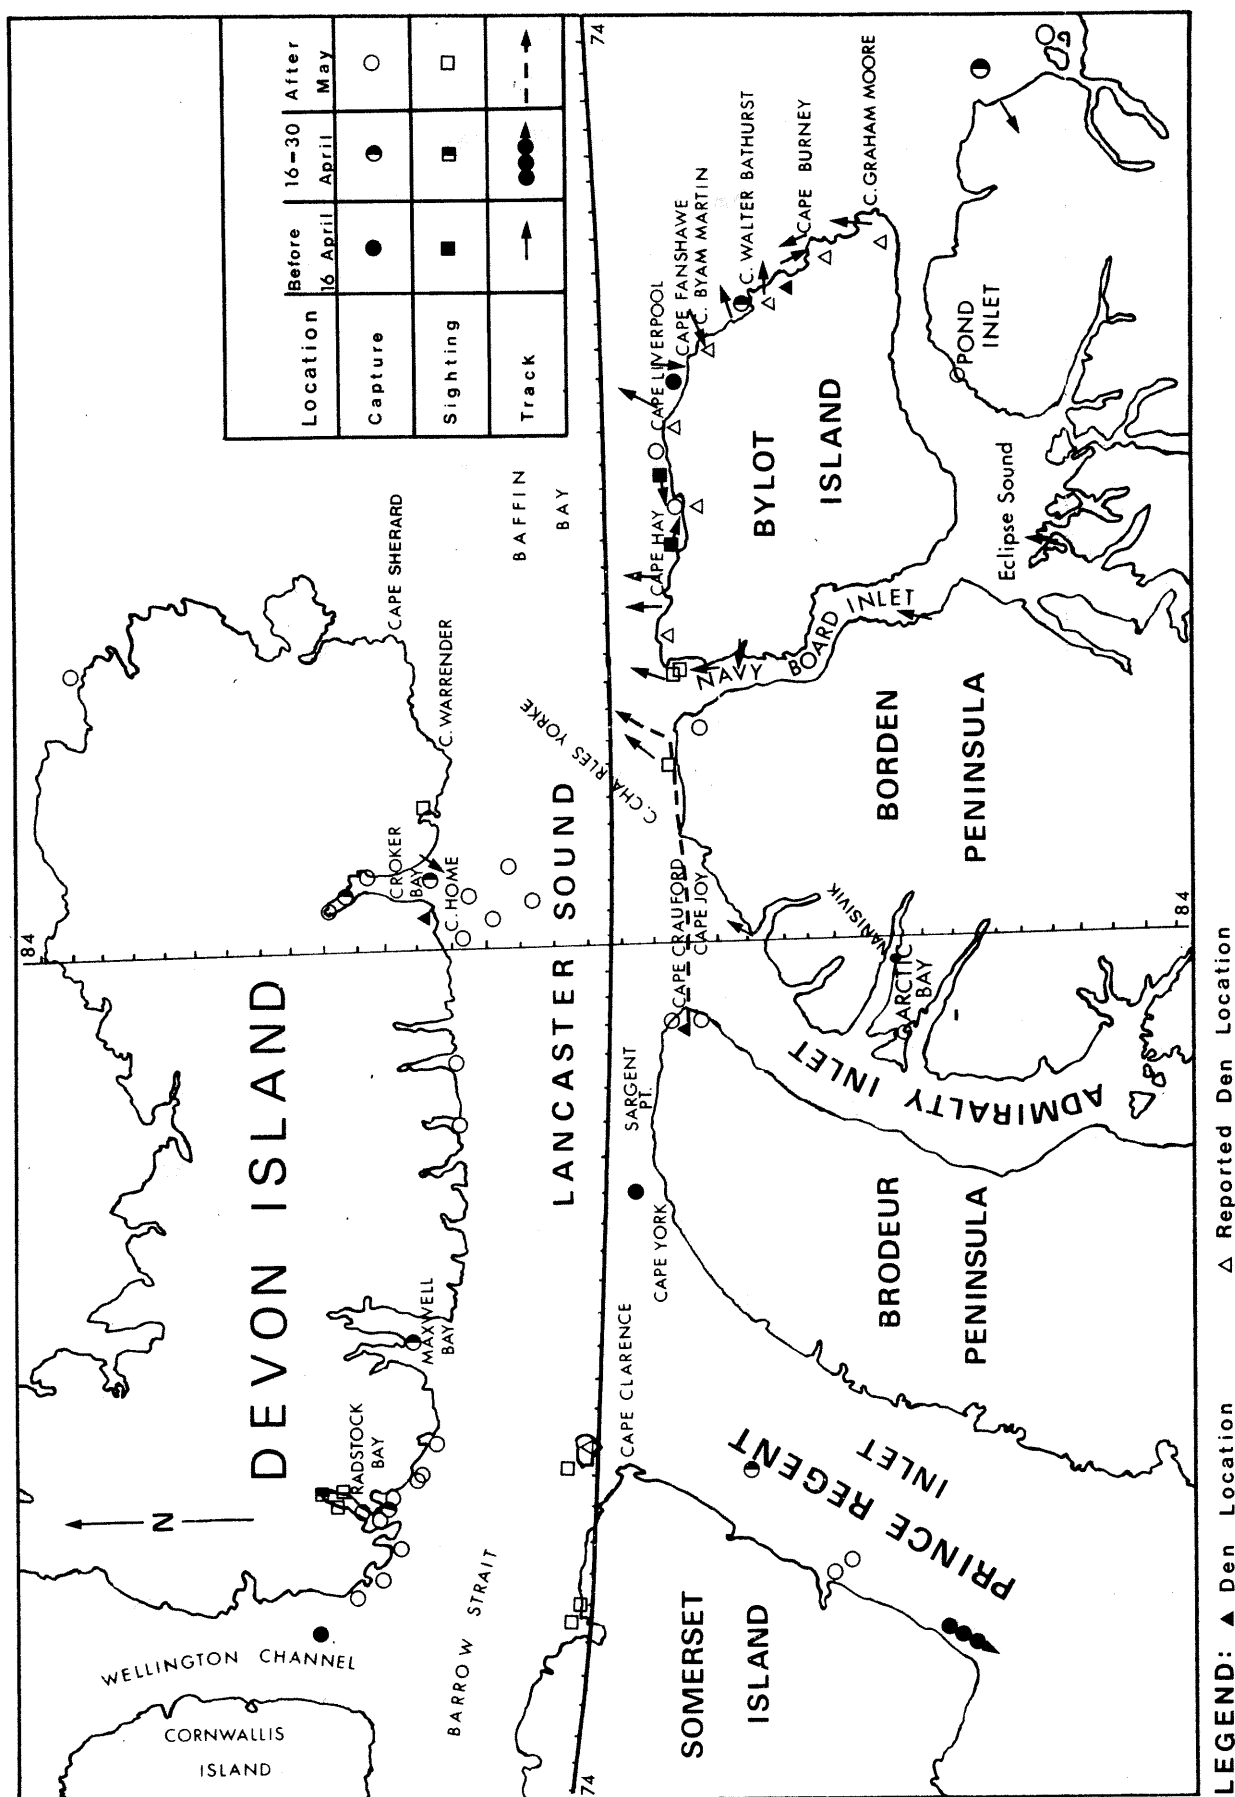 Location
Before
16 April
16-30
April
After
May
Capture
Sighting
Track
84
74
N
DEVON ISLAND
WELLINGTON CHANNEL
CORNWALLIS
ISLAND
RADSTOCK
BAY
MAXWELL
BAY
CROKER
BAY
C. HOME
C. WARRENDER
CAPE SHERARD
BAFFIN
BAY
BARROW STRAIT
LANCASTER SOUND
74
CAPE CLARENCE
CAPE YORK
SARGENT
PT.
CAPE CRAUFORD
CAPE JOY
C. CHARLES YORKE
CAPE HAY
CAPE LIVERPOOL
CAPE FANSHAWE
C. BYAM MARTIN
C. WALTER BATHURST
CAPE BURNEY
C. GRAHAM MOORE
SOMERSET
ISLAND
PRINCE REGENT
INLET
BRODEUR
PENINSULA
ADMIRALTY INLET
NANISIVIK
ARCTIC
BAY
BORDEN
PENINSULA
NAVY BOARD INLET
BYLOT
ISLAND
Eclipse Sound
POND
INLET
84
LEGEND: ▲ Den Location △ Reported Den Location